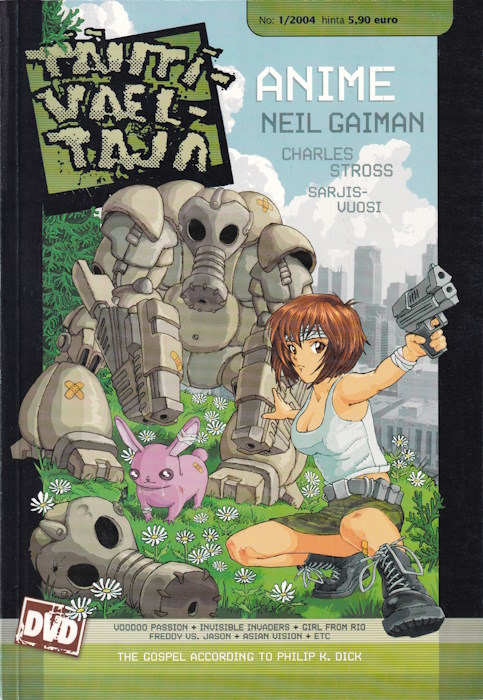 No: 1/2004 hinta 5,90 euro
TÄHTI-
VAEL-
TAJA
ANIME
NEIL GAIMAN
CHARLES
STROSS
SARJIS-
VUOSI
DVD
VOODOO PASSION + INVISIBLE INVADERS + GIRL FROM RIO
FREDDY VS. JASON + ASIAN VISION + ETC
THE GOSPEL ACCORDING TO PHILIP K. DICK